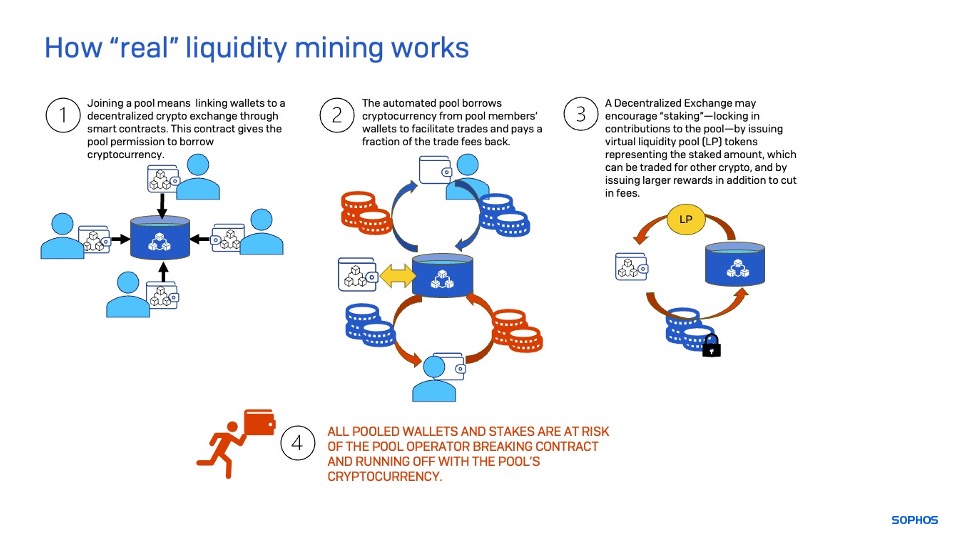 How “real” liquidity mining works
1
Joining a pool means  linking wallets to a
decentralized crypto exchange through
smart contracts. This contract gives the
pool permission to borrow
cryptocurrency.
2
The automated pool borrows
cryptocurrency from pool members’
wallets to facilitate trades and pays a
fraction of the trade fees back.
3
A Decentralized Exchange may
encourage “staking”—locking in
contributions to the pool—by issuing
virtual liquidity pool (LP) tokens
representing the staked amount, which
can be traded for other crypto, and by
issuing larger rewards in addition to cut
in fees.
LP
4
ALL POOLED WALLETS AND STAKES ARE AT RISK
OF THE POOL OPERATOR BREAKING CONTRACT
AND RUNNING OFF WITH THE POOL’S
CRYPTOCURRENCY.
SOPHOS